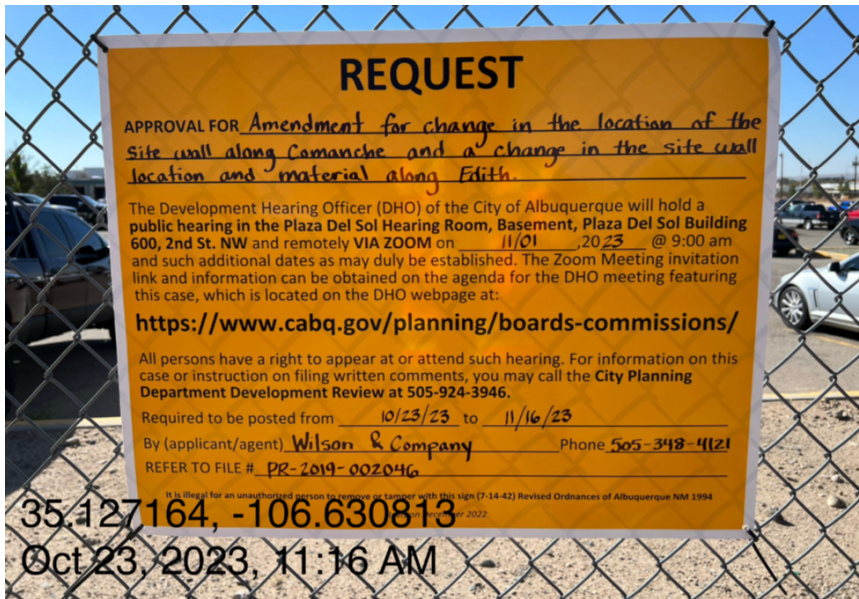 REQUEST
APPROVAL FOR Amendment for change in the location of the
Site wall along Comanche and a change in the site wall
location and material along Edith.
The Development Hearing Officer (DHO) of the City of Albuquerque will hold a
public hearing in the Plaza Del Sol Hearing Room, Basement, Plaza Del Sol Building
600, 2nd St. NW and remotely VIA ZOOM on 11/01 ,2023 @ 9:00 am
and such additional dates as may duly be established. The Zoom Meeting invitation
link and information can be obtained on the agenda for the DHO meeting featuring
this case, which is located on the DHO webpage at:
https://www.cabq.gov/planning/boards-commissions/
All persons have a right to appear at or attend such hearing. For information on this
case or instruction on filing written comments, you may call the City Planning
Department Development Review at 505-924-3946.
Required to be posted from 10/23/23 to 11/16/23
By (applicant/agent) Wilson & Company Phone 505-348-4121
REFER TO FILE # PR-2019-002046
It is illegal for an unauthorized person to remove or tamper with this sign (7-14-42) Revised Ordnances of Albuquerque NM 1994
December 2022
35.127164, -106.630813
Oct 23, 2023, 11:16 AM